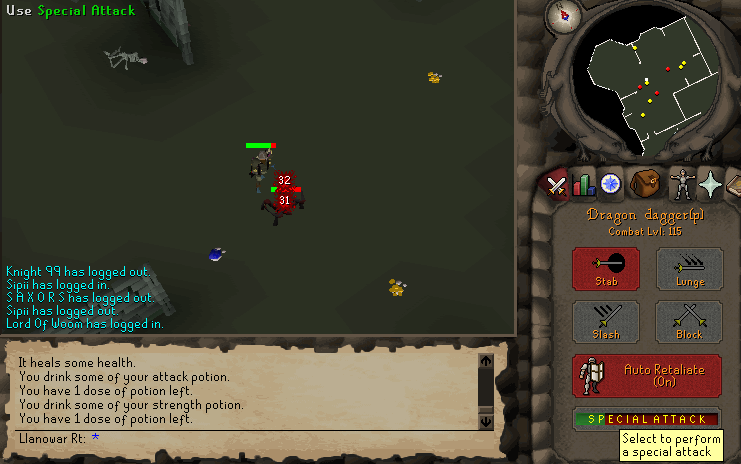 Use Special Attack
32
31
Knight 99 has logged out.
Sipii has logged in.
S A X O R S has logged out.
Sipii has logged out.
Lord Of Woom has logged in.
It heals some health.
You drink some of your attack potion.
You have 1 dose of potion left.
You drink some of your strength potion.
You have 1 dose of potion left.
Llanowar Rt: *
Dragon dagger(p)
Combat Lvl: 115
Stab
Lunge
Slash
Block
Auto Retaliate
(On)
SPECIAL ATTACK
Select to perform
a special attack